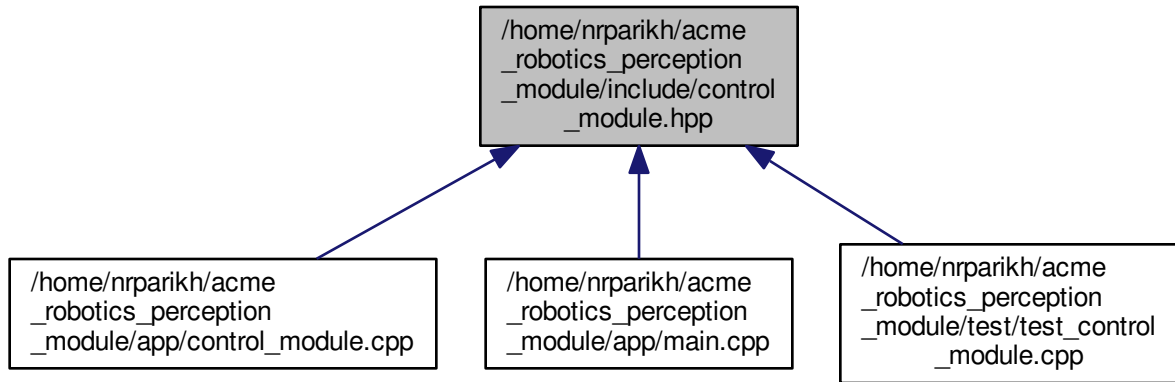 /home/nrparikh/acme
_robotics_perception
_module/include/control
_module.hpp
/home/nrparikh/acme
_robotics_perception
_module/app/control_module.cpp
/home/nrparikh/acme
_robotics_perception
_module/app/main.cpp
/home/nrparikh/acme
_robotics_perception
_module/test/test_control
_module.cpp